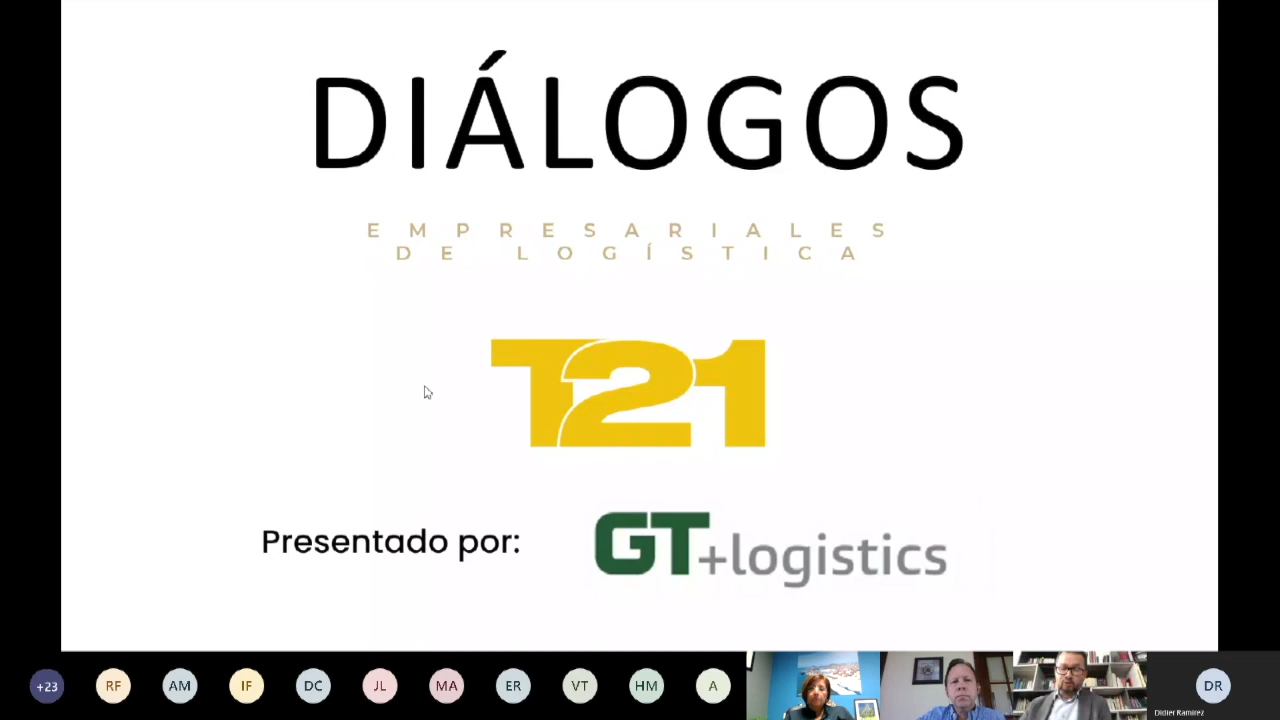 DIÁLOGOS
EMPRESARIALES
DE LOGÍSTICA
T21
Presentado por:
GT+logistics
+23
RF
AM
IF
DC
JL
MA
ER
VT
HM
A
DR
Didier Ramírez